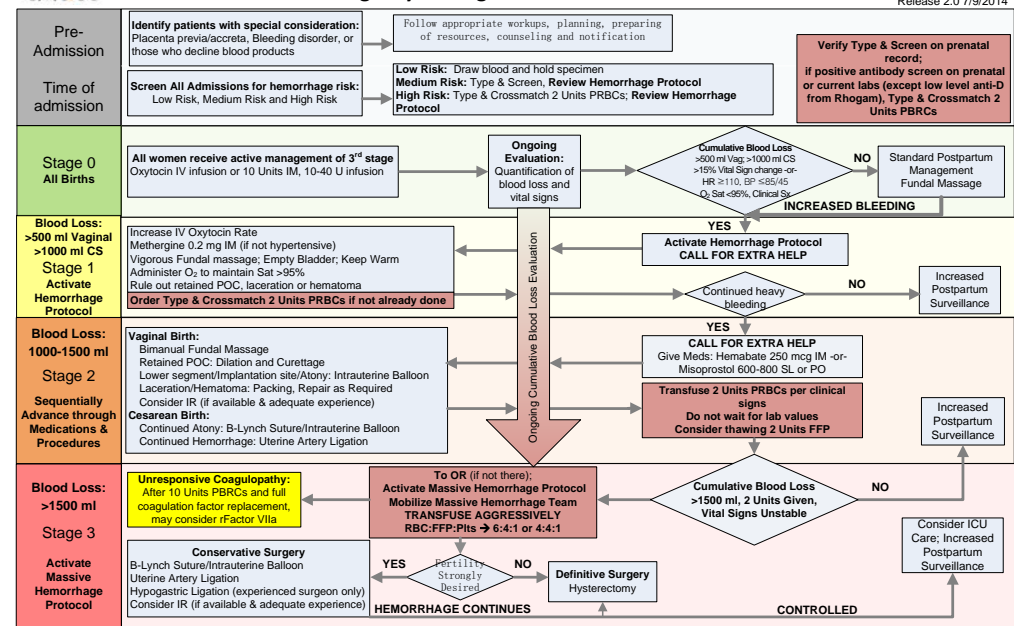 Release 2.0 7/9/2014
Pre-
Admission
Identify patients with special consideration:
Placenta previa/accreta, Bleeding disorder, or
those who decline blood products
Follow appropriate workups, planning, preparing
of resources, counseling and notification
Verify Type & Screen on prenatal
record;
if positive antibody screen on prenatal
or current labs (except low level anti-D
from Rhogam), Type & Crossmatch 2
Units PBRCs
Time of
admission
Screen All Admissions for hemorrhage risk:
Low Risk, Medium Risk and High Risk
Low Risk: Draw blood and hold specimen
Medium Risk: Type & Screen, Review Hemorrhage Protocol
High Risk: Type & Crossmatch 2 Units PRBCs; Review Hemorrhage
Protocol
Stage 0
All Births
All women receive active management of 3rd stage
Oxytocin IV infusion or 10 Units IM, 10-40 U infusion
Ongoing
Evaluation:
Quantification of
blood loss and
vital signs
Cumulative Blood Loss
>500 ml Vag; >1000 ml CS
>15% Vital Sign change -or-
HR ≥110, BP ≤85/45
O2 Sat <95%, Clinical Sx
NO
Standard Postpartum
Management
Fundal Massage
INCREASED BLEEDING
YES
Blood Loss:
>500 ml Vaginal
>1000 ml CS
Stage 1
Activate
Hemorrhage
Protocol
Increase IV Oxytocin Rate
Methergine 0.2 mg IM (if not hypertensive)
Vigorous Fundal massage; Empty Bladder; Keep Warm
Administer O2 to maintain Sat >95%
Rule out retained POC, laceration or hematoma
Order Type & Crossmatch 2 Units PRBCs if not already done
Ongoing Cumulative Blood Loss Evaluation
Activate Hemorrhage Protocol
CALL FOR EXTRA HELP
Continued heavy
bleeding
NO
Increased
Postpartum
Surveillance
YES
Blood Loss:
1000-1500 ml
Stage 2
Sequentially
Advance through
Medications &
Procedures
Vaginal Birth:
Bimanual Fundal Massage
Retained POC: Dilation and Curettage
Lower segment/Implantation site/Atony: Intrauterine Balloon
Laceration/Hematoma: Packing, Repair as Required
Consider IR (if available & adequate experience)
Cesarean Birth:
Continued Atony: B-Lynch Suture/Intrauterine Balloon
Continued Hemorrhage: Uterine Artery Ligation
CALL FOR EXTRA HELP
Give Meds: Hemabate 250 mcg IM -or-
Misoprostol 600-800 SL or PO
Transfuse 2 Units PRBCs per clinical
signs
Do not wait for lab values
Consider thawing 2 Units FFP
Increased
Postpartum
Surveillance
Blood Loss:
>1500 ml
Stage 3
Activate
Massive
Hemorrhage
Protocol
Unresponsive Coagulopathy:
After 10 Units PBRCs and full
coagulation factor replacement,
may consider rFactor VIIa
To OR (if not there);
Activate Massive Hemorrhage Protocol
Mobilize Massive Hemorrhage Team
TRANSFUSE AGGRESSIVELY
RBC:FFP:Plts → 6:4:1 or 4:4:1
Cumulative Blood Loss
>1500 ml, 2 Units Given,
Vital Signs Unstable
NO
Conservative Surgery
B-Lynch Suture/Intrauterine Balloon
Uterine Artery Ligation
Hypogastric Ligation (experienced surgeon only)
Consider IR (if available & adequate experience)
YES
Fertility
Strongly
Desired
NO
Definitive Surgery
Hysterectomy
Consider ICU
Care; Increased
Postpartum
Surveillance
HEMORRHAGE CONTINUES
CONTROLLED